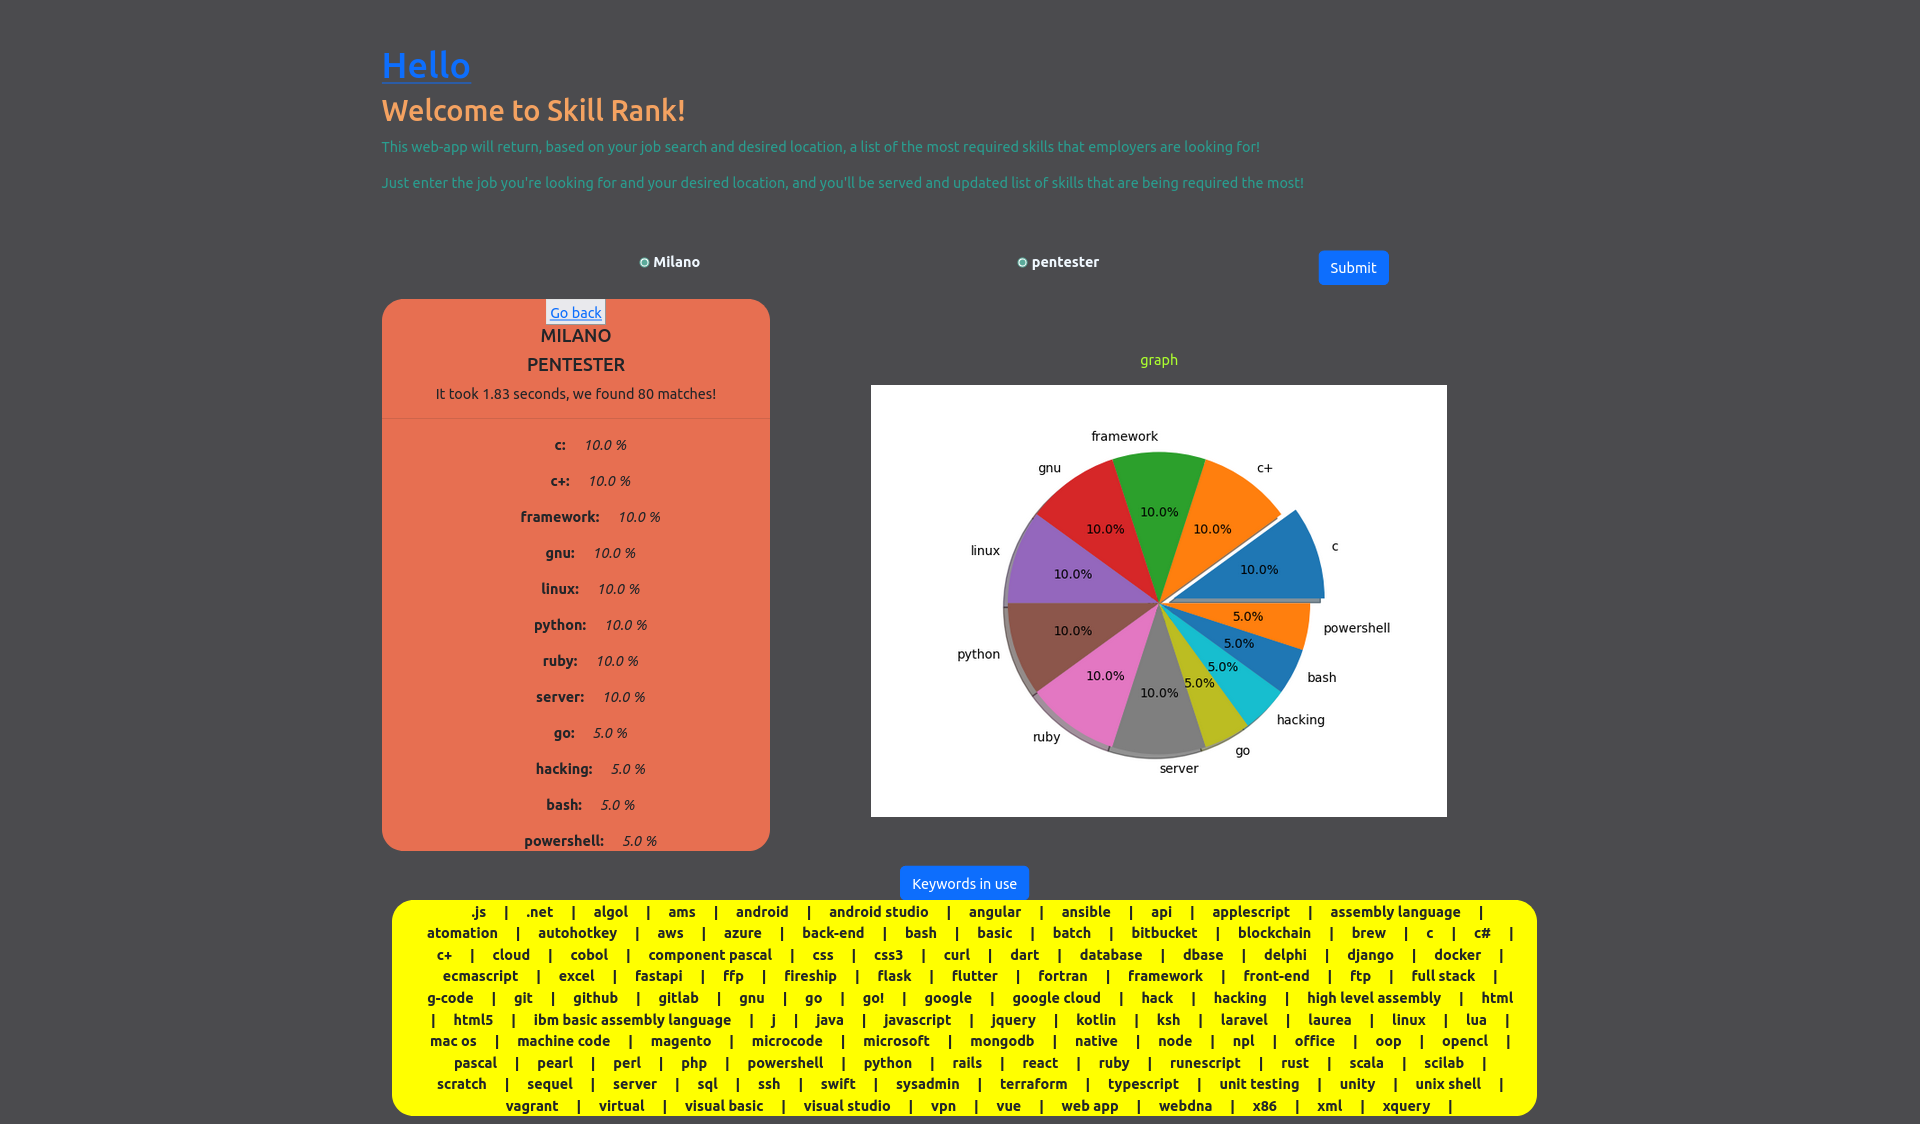 Hello
Welcome to Skill Rank!
This web-app will return, based on your job search and desired location, a list of the most required skills that employers are looking for!
Just enter the job you're looking for and your desired location, and you'll be served and updated list of skills that are being required the most!
Milano
pentester
Submit
Go back
MILANO
PENTESTER
It took 1.83 seconds, we found 80 matches!
c: 10.0 %
c+: 10.0 %
framework: 10.0 %
gnu: 10.0 %
linux: 10.0 %
python: 10.0 %
ruby: 10.0 %
server: 10.0 %
go: 5.0 %
hacking: 5.0 %
bash: 5.0 %
powershell: 5.0 %
graph
framework
gnu
c+
10.0%
10.0%
10.0%
linux
c
10.0%
10.0%
5.0%
powershell
10.0%
5.0%
python
5.0%
10.0%
bash
5.0%
10.0%
hacking
ruby
go
server
Keywords in use
.js | .net | algol | ams | android | android studio | angular | ansible | api | applescript | assembly language |
atomation | autohotkey | aws | azure | back-end | bash | basic | batch | bitbucket | blockchain | brew | c | c# |
c+ | cloud | cobol | component pascal | css | css3 | curl | dart | database | dbase | delphi | django | docker |
ecmascript | excel | fastapi | ffp | fireship | flask | flutter | fortran | framework | front-end | ftp | full stack |
g-code | git | github | gitlab | gnu | go | go! | google | google cloud | hack | hacking | high level assembly | html
| html5 | ibm basic assembly language | j | java | javascript | jquery | kotlin | ksh | laravel | laurea | linux | lua |
mac os | machine code | magento | microcode | microsoft | mongodb | native | node | npl | office | oop | opencl |
pascal | pearl | perl | php | powershell | python | rails | react | ruby | runescript | rust | scala | scilab |
scratch | sequel | server | sql | ssh | swift | sysadmin | terraform | typescript | unit testing | unity | unix shell |
vagrant | virtual | visual basic | visual studio | vpn | vue | web app | webdna | x86 | xml | xquery |